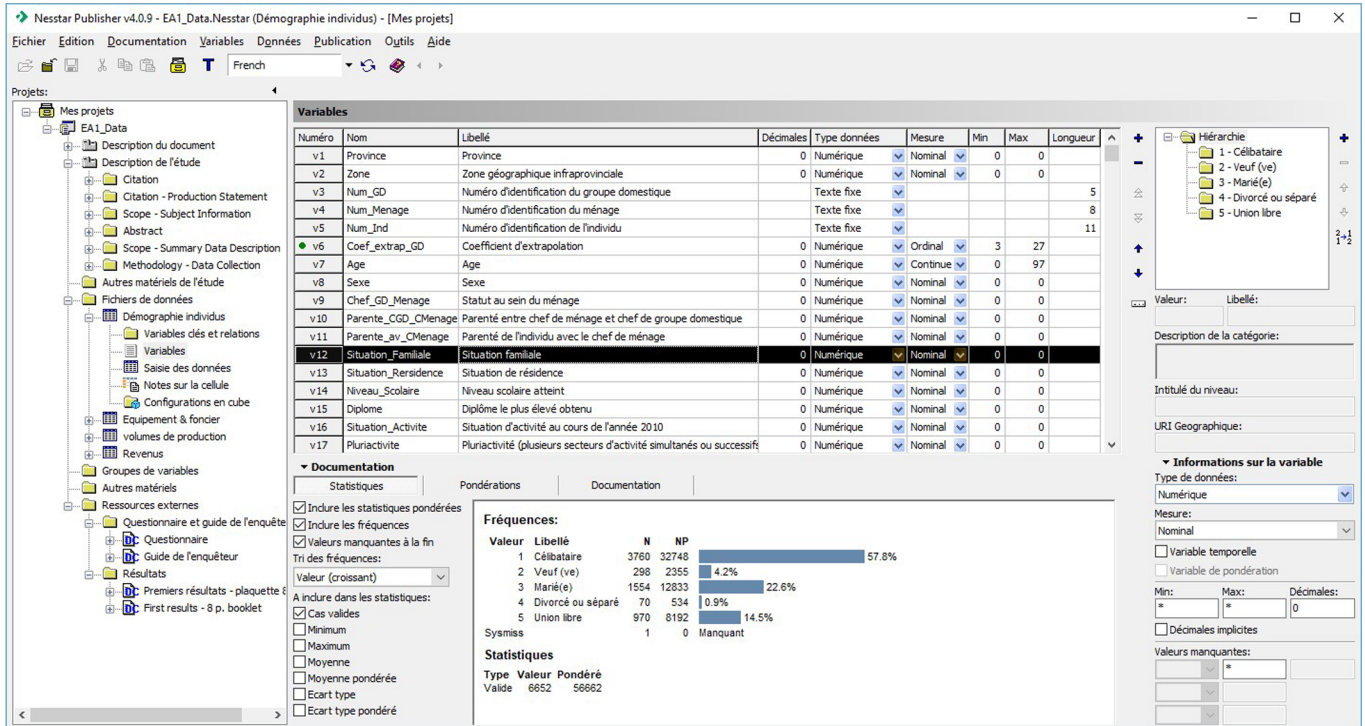 Nesstar Publisher v4.0.9 - EA1_Data.Nesstar (Démographie individus) - [Mes projets]
Fichier Edition Documentation Variables Données Publication Outils Aide
T French
Projets:
Mes projets
EA1_Data
Description du document
Description de l'étude
Citation
Citation - Production Statement
Scope - Subject Information
Abstract
Scope - Summary Data Description
Methodology - Data Collection
Autres matériels de l'étude
Fichiers de données
Démographie individus
Variables clés et relations
Variables
Saisie des données
Notes sur la cellule
Configurations en cube
Equipement & foncier
volumes de production
Revenus
Groupes de variables
Autres matériels
Ressources externes
Questionnaire et guide de l'enquête
DC Questionnaire
DC Guide de l'enquêteur
Résultats
DC Premiers résultats - plaquette 8
DC First results - 8 p. booklet
Variables
Numéro Nom Libellé Décimales Type données Mesure Min Max Longueur
v1 Province Province 0 Numérique Nominal 0 0
v2 Zone Zone géographique infraprovinciale 0 Numérique Nominal 0 0
v3 Num_GD Numéro d'identification du groupe domestique Texte fixe 5
v4 Num_Menage Numéro d'identification du ménage Texte fixe 8
v5 Num_Ind Numéro d'identification de l'individu Texte fixe 11
v6 Coef_extrap_GD Coefficient d'extrapolation 0 Numérique Ordinal 3 27
v7 Age Age 0 Numérique Continue 0 97
v8 Sexe Sexe 0 Numérique Nominal 0 0
v9 Chef_GD_Menage Statut au sein du ménage 0 Numérique Nominal 0 0
v10 Parente_CGD_CMenage Parenté entre chef de ménage et chef de groupe domestique 0 Numérique Nominal 0 0
v11 Parente_av_CMenage Parenté de l'individu avec le chef de ménage 0 Numérique Nominal 0 0
v12 Situation_Familiale Situation familiale 0 Numérique Nominal 0 0
v13 Situation_Rersidence Situation de résidence 0 Numérique Nominal 0 0
v14 Niveau_Scolaire Niveau scolaire atteint 0 Numérique Nominal 0 0
v15 Diplome Diplôme le plus élevé obtenu 0 Numérique Nominal 0 0
v16 Situation_Activite Situation d'activité au cours de l'année 2010 0 Numérique Nominal 0 0
v17 Pluriactivite Pluriactivité (plusieurs secteurs d'activité simultanés ou successifs 0 Numérique Nominal 0 0
Documentation
Statistiques Pondérations Documentation
Inclure les statistiques pondérées
Inclure les fréquences
Valeurs manquantes à la fin
Tri des fréquences:
Valeur (croissant)
A inclure dans les statistiques:
Cas valides
Minimum
Maximum
Moyenne
Moyenne pondérée
Ecart type
Ecart type pondéré
Fréquences:
Valeur Libellé N NP
1 Célibataire 3760 32748 57.8%
2 Veuf (ve) 298 2355 4.2%
3 Marié(e) 1554 12833 22.6%
4 Divorcé ou séparé 70 534 0.9%
5 Union libre 970 8192 14.5%
Sysmiss 1 0 Manquant
Statistiques
Type Valeur Pondéré
Valide 6652 56662
Hiérarchie
1 - Célibataire
2 - Veuf (ve)
3 - Marié(e)
4 - Divorcé ou séparé
5 - Union libre
Valeur: Libellé:
Description de la catégorie:
Intitulé du niveau:
URI Geographique:
Informations sur la variable
Type de données:
Numérique
Mesure:
Nominal
Variable temporelle
Variable de pondération
Min: Max: Décimales:
* * 0
Décimales implicites
Valeurs manquantes:
*